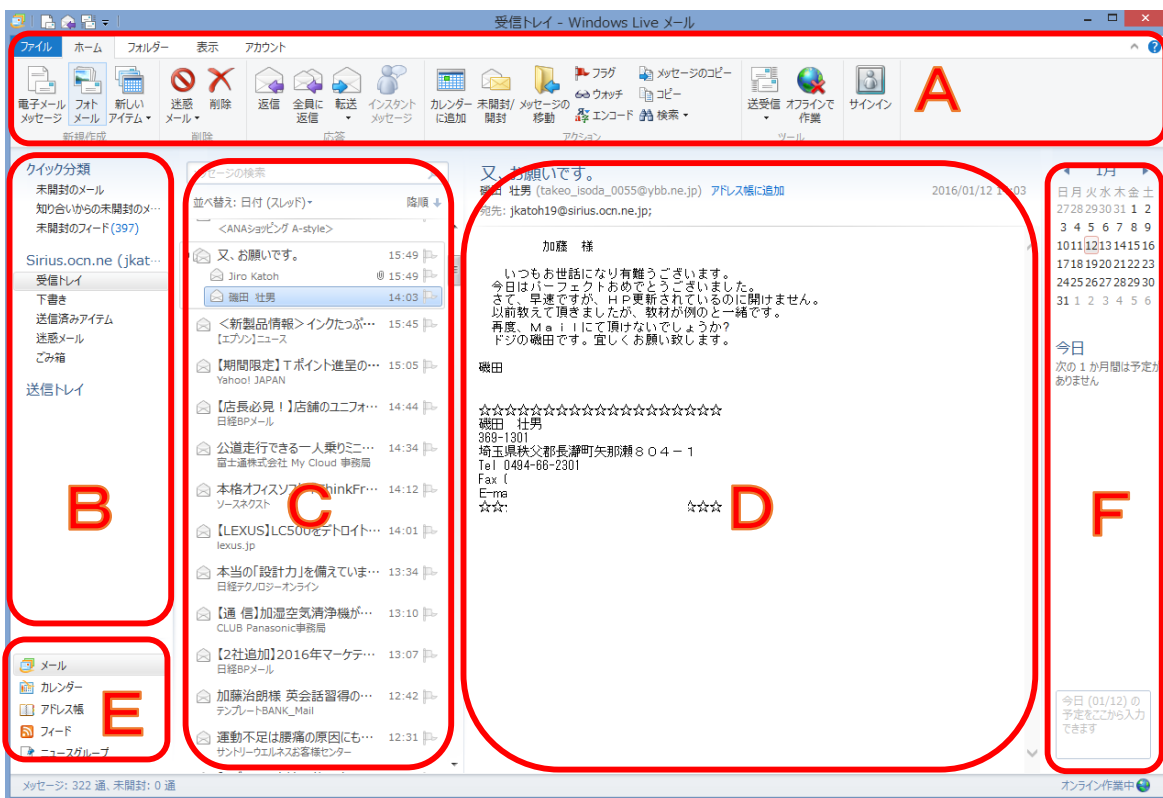 受信トレイ - Windows Live メール
ファイル ホーム フォルダー 表示 アカウント
A
電子メール メッセージ
フォト メール
新しい アイテム
新規作成
迷惑 メール
削除
削除
返信
全員に 返信
転送
インスタント メッセージ
応答
カレンダー に追加
未開封/ 開封
メッセージの 移動
フラグ
ウォッチ
エンコード
メッセージのコピー
コピー
検索
アクション
送受信
オフラインで 作業
ツール
サインイン
クイック分類
未開封のメール
知り合いからの未開封のメ…
未開封のフィード (397)
Sirius.ocn.ne (jkat…
受信トレイ
下書き
送信済みアイテム
迷惑メール
ごみ箱
送信トレイ
B
メール
カレンダー
アドレス帳
フィード
ニュースグループ
E
ッセージの検索
並べ替え: 日付 (スレッド) 降順
<ANAショッピング A-style>
又、お願いです。 15:49
Jiro Katoh 15:49
磯田 壮男 14:03
<新製品情報>インクたっぷ… 15:45
【エプソン】ニュース
【期間限定】Tポイント進呈の… 15:05
Yahoo! JAPAN
【店長必見!】店舗のユニフォ… 14:44
日経BPメール
公道走行できる一人乗りミニ… 14:34
富士通株式会社 My Cloud 事務局
本格オフィスソフト ThinkFr… 14:12
ソースネクスト
【LEXUS】LC500をデトロイト… 14:01
lexus.jp
本当の「設計力」を備えていま… 13:34
日経テクノロジーオンライン
【通 信】加湿空気清浄機が… 13:10
CLUB Panasonic事務局
【2社追加】2016年マーケテ… 13:07
日経BPメール
加藤治朗様 英会話習得の… 12:42
テンプレートBANK_Mail
運動不足は腰痛の原因にも… 12:31
サントリーウエルネスお客様センター
C
又、お願いです。
磯田 壮男 (takeo_isoda_0055@ybb.ne.jp) アドレス帳に追加 2016/01/12 14:03
宛先: jkatoh19@sirius.ocn.ne.jp;
加藤 様
いつもお世話になり有難うございます。
今日はパーフェクトおめでとうございました。
さて、早速ですが、HP更新されているのに開けません。
以前教えて頂きましたが、教材が例のと一緒です。
再度、Mailにて頂けないでしょうか?
ドジの磯田です。宜しくお願い致します。
磯田
☆☆☆☆☆☆☆☆☆☆☆☆☆☆☆☆☆☆☆
磯田 壮男
369-1301
埼玉県秩父郡長瀞町矢那瀬804-1
Tel 0494-66-2301
Fax (
E-ma
☆☆ ☆☆☆
D
1月
日 月 火 水 木 金 土
27 28 29 30 31 1 2
3 4 5 6 7 8 9
10 11 12 13 14 15 16
17 18 19 20 21 22 23
24 25 26 27 28 29 30
31 1 2 3 4 5 6
今日
次の 1 か月間は予定が
ありません
F
今日 (01/12) の
予定をここから入力
できます
メッセージ: 322 通、未開封: 0 通
オンライン作業中